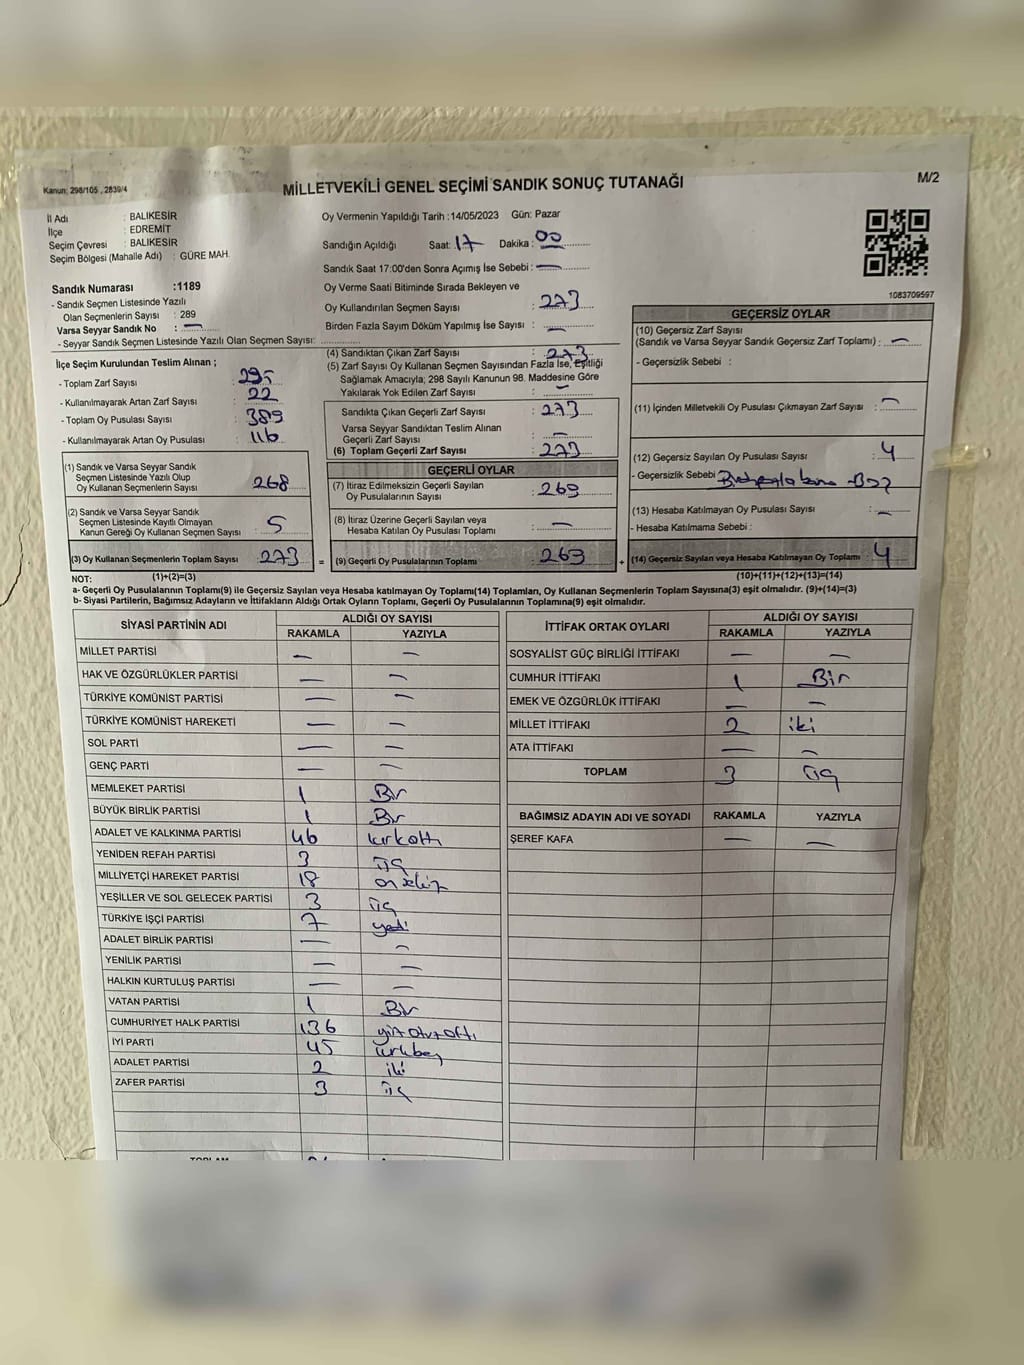 Kanun: 298/105 , 2839/4
MİLLETVEKİLİ GENEL SEÇİMİ SANDIK SONUÇ TUTANAĞI
M/2
İl Adı : BALIKESİR
İlçe : EDREMİT
Seçim Çevresi : BALIKESİR
Seçim Bölgesi (Mahalle Adı) : GÜRE MAH.
Sandık Numarası :1189
- Sandık Seçmen Listesinde Yazılı
Olan Seçmenlerin Sayısı : 289
Varsa Seyyar Sandık No : —
- Seyyar Sandık Seçmen Listesinde Yazılı Olan Seçmen Sayısı:
Oy Vermenin Yapıldığı Tarih :14/05/2023 Gün: Pazar
Sandığın Açıldığı Saat: 17 Dakika : 00
Sandık Saat 17:00'den Sonra Açımış İse Sebebi : —
Oy Verme Saati Bitiminde Sırada Bekleyen ve
Oy Kullandırılan Seçmen Sayısı : 273
Birden Fazla Sayım Döküm Yapılmış İse Sayısı : —
1083709597
İlçe Seçim Kurulundan Teslim Alınan ;
- Toplam Zarf Sayısı : 295
- Kullanılmayarak Artan Zarf Sayısı : 22
- Toplam Oy Pusulası Sayısı : 389
- Kullanılmayarak Artan Oy Pusulası : 116
(1) Sandık ve Varsa Seyyar Sandık
Seçmen Listesinde Yazılı Olup
Oy Kullanan Seçmenlerin Sayısı : 268
(2) Sandık ve Varsa Seyyar Sandık
Seçmen Listesinde Kayıtlı Olmayan
Kanun Gereği Oy Kullanan Seçmen Sayısı : 5
(3) Oy Kullanan Seçmenlerin Toplam Sayısı : 273
(4) Sandıktan Çıkan Zarf Sayısı : 273
(5) Zarf Sayısı Oy Kullanan Seçmen Sayısından Fazla İse, Eşitliği
Sağlamak Amacıyla, 298 Sayılı Kanunun 98. Maddesine Göre
Yakılarak Yok Edilen Zarf Sayısı : —
Sandıkta Çıkan Geçerli Zarf Sayısı : 273
Varsa Seyyar Sandıktan Teslim Alınan
Geçerli Zarf Sayısı : —
(6) Toplam Geçerli Zarf Sayısı : 273
GEÇERLİ OYLAR
(7) İtiraz Edilmeksizin Geçerli Sayılan
Oy Pusulalarının Sayısı : 269
(8) İtiraz Üzerine Geçerli Sayılan veya
Hesaba Katılan Oy Pusulası Toplamı : —
= (9) Geçerli Oy Pusulalarının Toplamı : 263
GEÇERSİZ OYLAR
(10) Geçersiz Zarf Sayısı
(Sandık ve Varsa Seyyar Sandık Geçersiz Zarf Toplamı) : —
- Geçersizlik Sebebi :
(11) İçinden Milletvekili Oy Pusulası Çıkmayan Zarf Sayısı : —
(12) Geçersiz Sayılan Oy Pusulası Sayısı : 4
- Geçersizlik Sebebi
(13) Hesaba Katılmayan Oy Pusulası Sayısı : —
- Hesaba Katılmama Sebebi :
+ (14) Geçersiz Sayılan veya Hesaba Katılmayan Oy Toplamı : 4
NOT: (1)+(2)=(3)
(10)+(11)+(12)+(13)=(14)
a- Geçerli Oy Pusulalarının Toplamı(9) ile Geçersiz Sayılan veya Hesaba katılmayan Oy Toplamı(14) Toplamları, Oy Kullanan Seçmenlerin Toplam Sayısına(3) eşit olmalıdır. (9)+(14)=(3)
b- Siyasi Partilerin, Bağımsız Adayların ve İttifakların Aldığı Ortak Oyların Toplamı, Geçerli Oy Pusulalarının Toplamına(9) eşit olmalıdır.
SİYASİ PARTİNİN ADI ALDIĞI OY SAYISI
RAKAMLA YAZIYLA
MİLLET PARTİSİ — —
HAK VE ÖZGÜRLÜKLER PARTİSİ — —
TÜRKİYE KOMÜNİST PARTİSİ — —
TÜRKİYE KOMÜNİST HAREKETİ — —
SOL PARTİ — —
GENÇ PARTİ — —
MEMLEKET PARTİSİ 1 Bir
BÜYÜK BİRLİK PARTİSİ 1 Bir
ADALET VE KALKINMA PARTİSİ 46 kırkaltı
YENİDEN REFAH PARTİSİ 3 üç
MİLLİYETÇİ HAREKET PARTİSİ 18 onsekiz
YEŞİLLER VE SOL GELECEK PARTİSİ 3 üç
TÜRKİYE İŞÇİ PARTİSİ 7 yedi
ADALET BİRLİK PARTİSİ — —
YENİLİK PARTİSİ — —
HALKIN KURTULUŞ PARTİSİ — —
VATAN PARTİSİ 1 Bir
CUMHURİYET HALK PARTİSİ 136 yüzotuzaltı
İYİ PARTİ 45 kırkbeş
ADALET PARTİSİ 2 iki
ZAFER PARTİSİ 3 üç
TOPLAM
İTTİFAK ORTAK OYLARI ALDIĞI OY SAYISI
RAKAMLA YAZIYLA
SOSYALİST GÜÇ BİRLİĞİ İTTİFAKI — —
CUMHUR İTTİFAKI 1 Bir
EMEK VE ÖZGÜRLÜK İTTİFAKI — —
MİLLET İTTİFAKI 2 iki
ATA İTTİFAKI — —
TOPLAM 3 üç
BAĞIMSIZ ADAYIN ADI VE SOYADI RAKAMLA YAZIYLA
ŞEREF KAFA — —